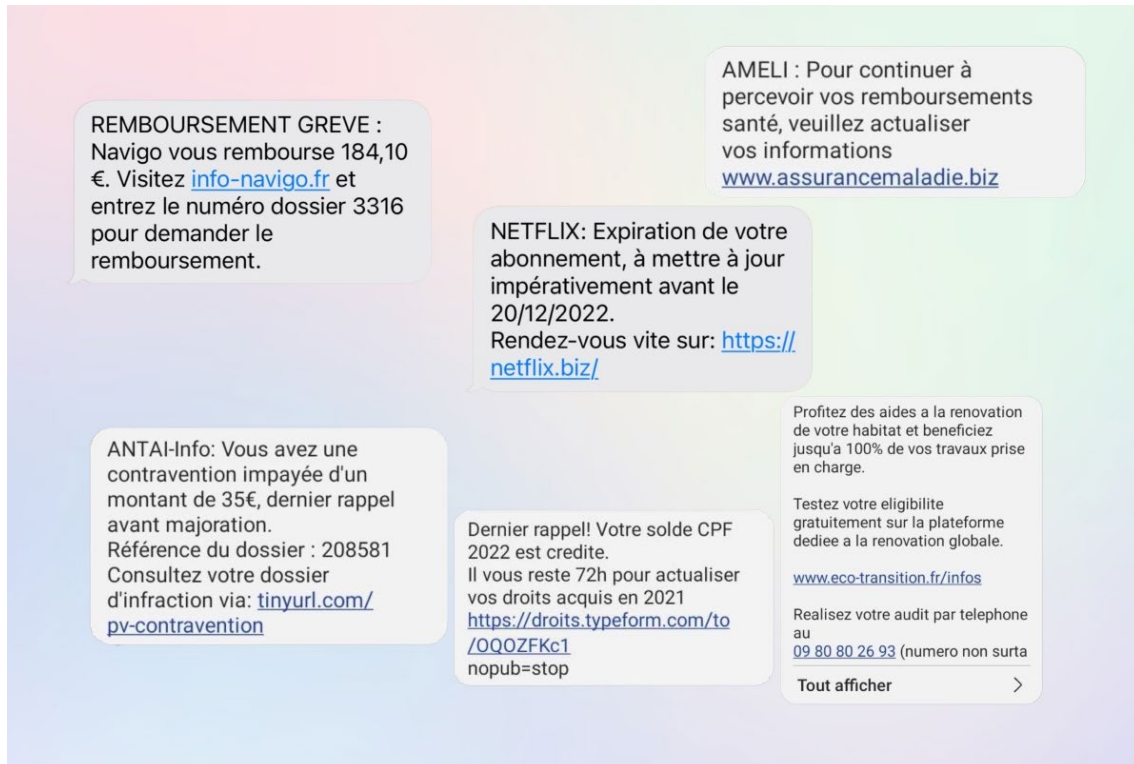 REMBOURSEMENT GREVE :
Navigo vous rembourse 184,10
€. Visitez info-navigo.fr et
entrez le numéro dossier 3316
pour demander le
remboursement.
AMELI : Pour continuer à
percevoir vos remboursements
santé, veuillez actualiser
vos informations
www.assurancemaladie.biz
NETFLIX: Expiration de votre
abonnement, à mettre à jour
impérativement avant le
20/12/2022.
Rendez-vous vite sur: https://
netflix.biz/
ANTAI-Info: Vous avez une
contravention impayée d'un
montant de 35€, dernier rappel
avant majoration.
Référence du dossier : 208581
Consultez votre dossier
d'infraction via: tinyurl.com/
pv-contravention
Dernier rappel! Votre solde CPF
2022 est credite.
Il vous reste 72h pour actualiser
vos droits acquis en 2021
https://droits.typeform.com/to
/OQOZFKc1
nopub=stop
Profitez des aides a la renovation
de votre habitat et beneficiez
jusqu'a 100% de vos travaux prise
en charge.
Testez votre eligibilite
gratuitement sur la plateforme
dediee a la renovation globale.
www.eco-transition.fr/infos
Realisez votre audit par telephone
au
09 80 80 26 93 (numero non surta
Tout afficher